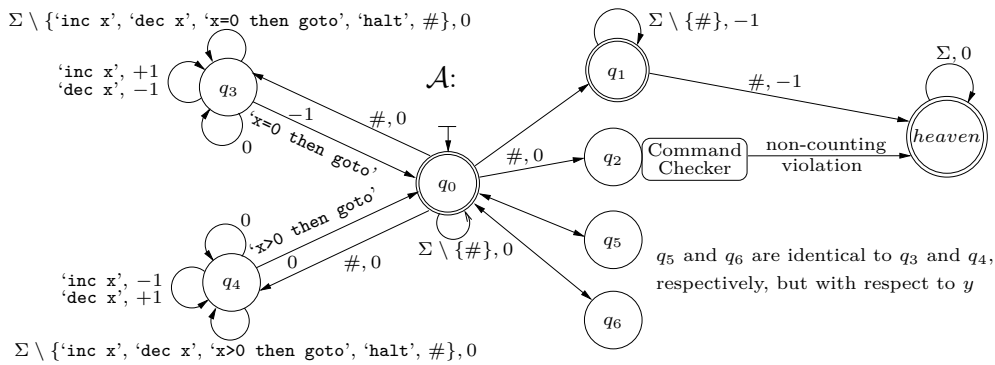 Σ \ {‘inc x’, ‘dec x’, ‘x=0 then goto’, ‘halt’, #}, 0
0
‘inc x’, +1
‘dec x’, −1
q3
0
−1
‘x=0 then goto’
#, 0
A:
Σ \ {#}, −1
q1
#, −1
Σ, 0
heaven
q0
#, 0
q2
Command
Checker
non-counting
violation
Σ \ {#}, 0
0
‘x>0 then goto’
0
#, 0
‘inc x’, −1
‘dec x’, +1
q4
Σ \ {‘inc x’, ‘dec x’, ‘x>0 then goto’, ‘halt’, #}, 0
q5
q6
q5 and q6 are identical to q3 and q4,
respectively, but with respect to y